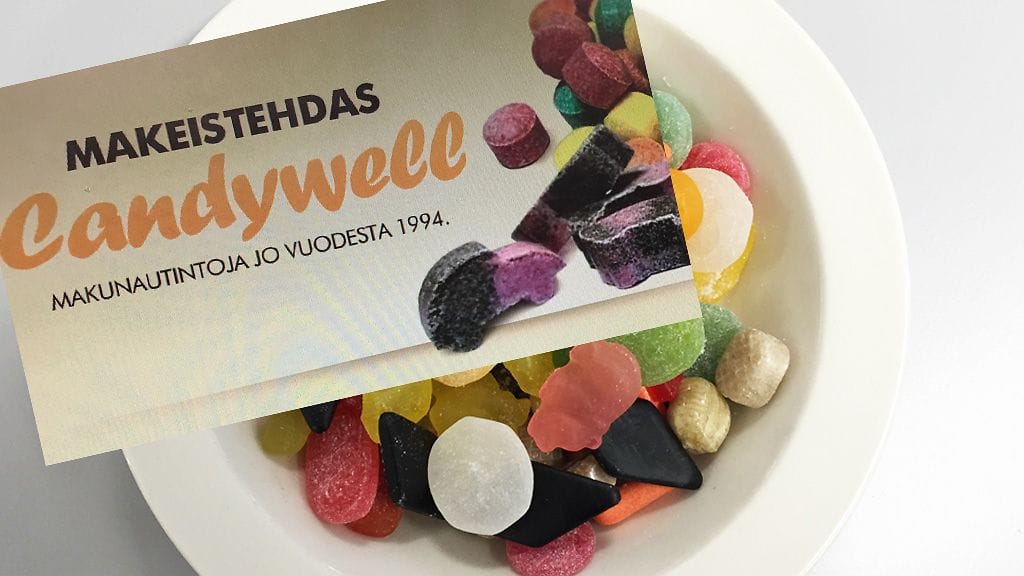 MAKEISTEHDAS
Candywell
MAKUNAUTINTOJA JO VUODESTA 1994.